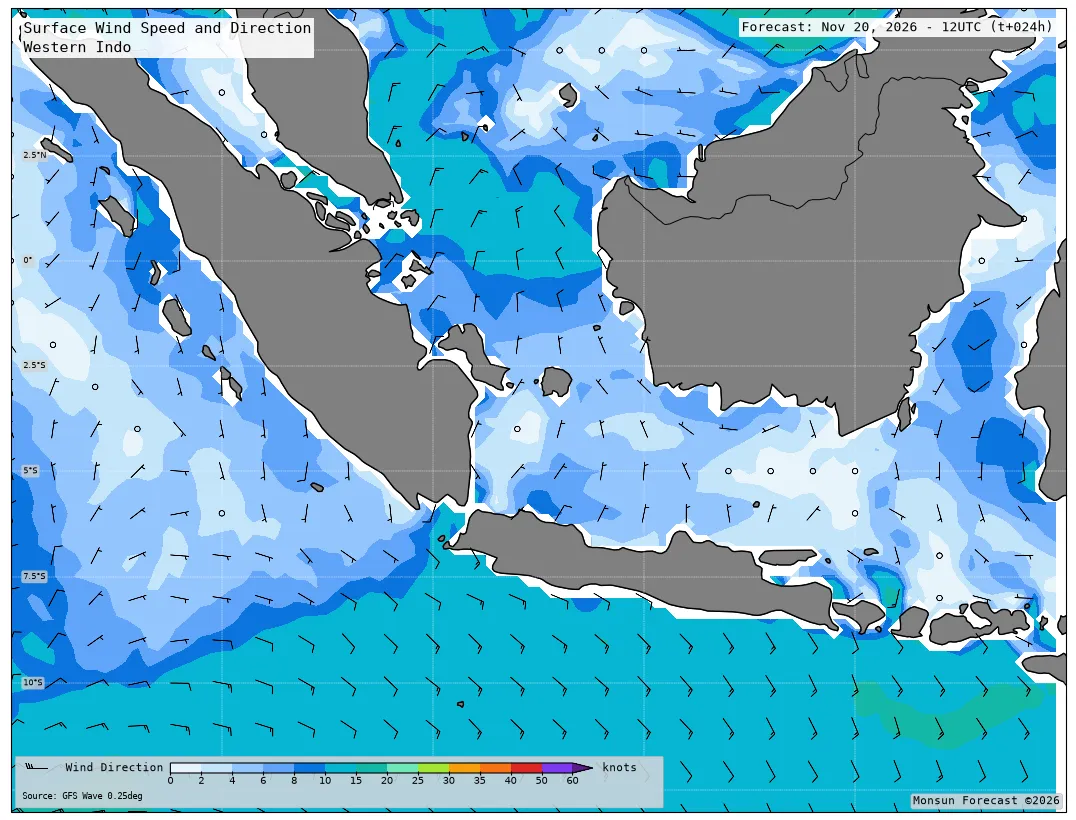 Surface Wind Speed and Direction
Western Indo
Forecast: Nov 20, 2026 - 12UTC (t+024h)
2.5°N
0°
2.5°S
5°S
7.5°S
10°S
Wind Direction
0 2 4 6 8 10 15 20 25 30 35 40 50 60
knots
Source: GFS Wave 0.25deg
Monsun Forecast ©2026